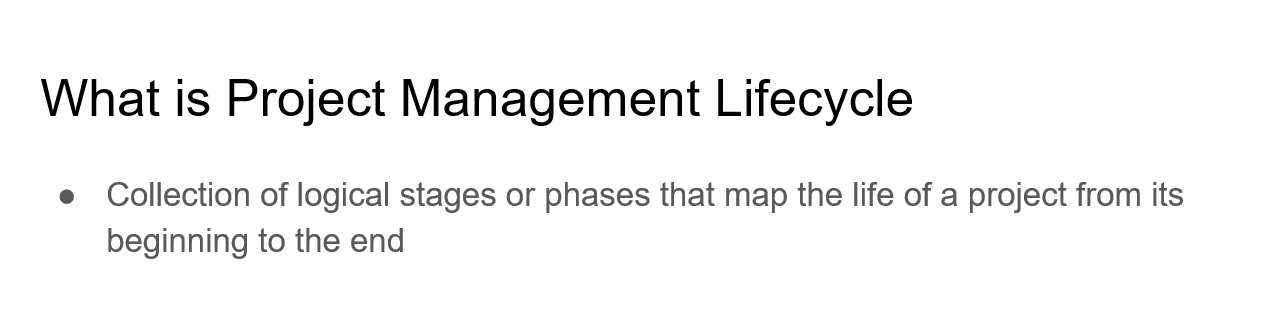 What is Project Management Lifecycle
● Collection of logical stages or phases that map the life of a project from its
beginning to the end